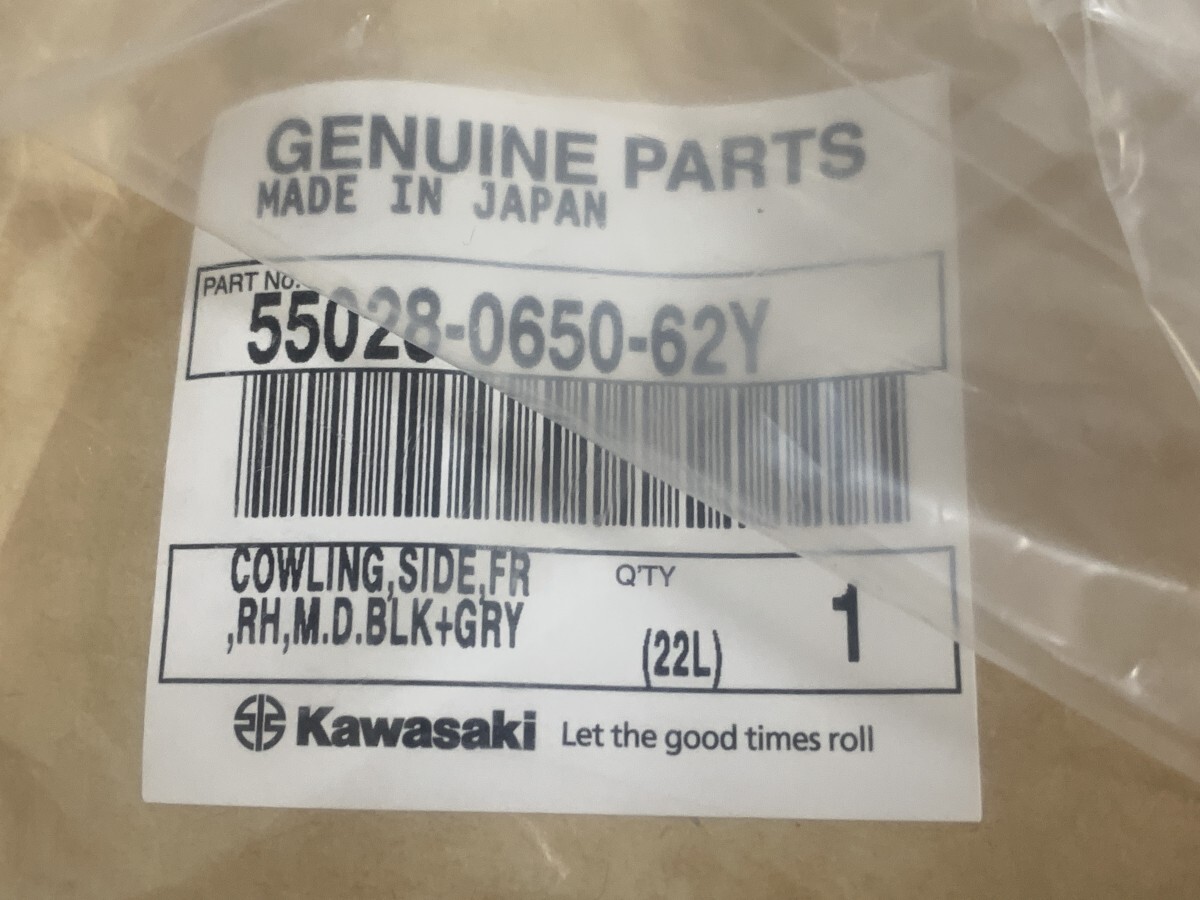 GENUINE PARTS
MADE IN JAPAN
PART No.
55028-0650-62Y
COWLING,SIDE,FR
,RH,M.D.BLK+GRY
Q'TY
(22L)
1
Kawasaki Let the good times roll